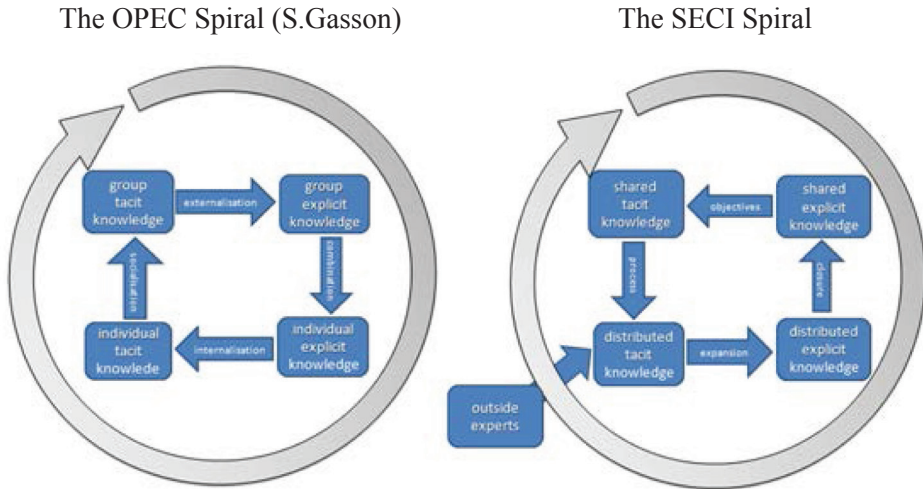 The OPEC Spiral (S.Gasson)
The SECI Spiral
group
tacit
knowledge
externalisation
group
explicit
knowledge
socialisation
combination
individual
tacit
knowlede
internalisation
individual
explicit
knowledge
shared
tacit
knowledge
objectives
shared
explicit
knowledge
process
closure
distributed
tacit
knowledge
expansion
distributed
explicit
knowledge
outside
experts